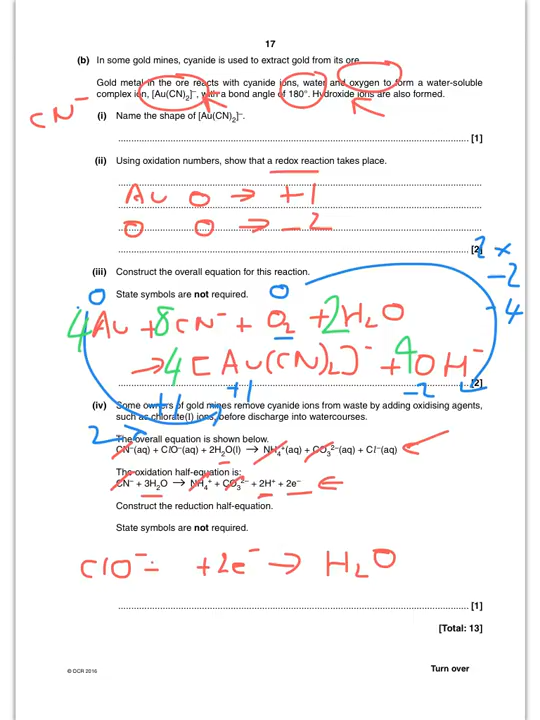 17
(b) In some gold mines, cyanide is used to extract gold from its ore.
Gold metal in the ore reacts with cyanide ions, water and oxygen to form a water-soluble
complex ion, [Au(CN)₂]⁻, with a bond angle of 180°. Hydroxide ions are also formed.
CN⁻
(i) Name the shape of [Au(CN)₂]⁻.
[1]
(ii) Using oxidation numbers, show that a redox reaction takes place.
Au 0 → +1
O 0 → −2
[2]
2 ×
−2
−4
(iii) Construct the overall equation for this reaction.
State symbols are not required.
0 0
4Au + 8CN⁻ + O₂ + 2H₂O
→ 4[Au(CN)₂]⁻ + 4OH⁻
[2]
+1 +1 −2
(iv) Some owners of gold mines remove cyanide ions from waste by adding oxidising agents,
such as chlorate(I) ions, before discharge into watercourses.
The overall equation is shown below.
CN⁻(aq) + ClO⁻(aq) + 2H₂O(l) → NH₄⁺(aq) + CO₃²⁻(aq) + Cl⁻(aq)
The oxidation half-equation is:
CN⁻ + 3H₂O → NH₄⁺ + CO₃²⁻ + 2H⁺ + 2e⁻
Construct the reduction half-equation.
State symbols are not required.
ClO⁻ + 2e⁻ → H₂O
[1]
[Total: 13]
© OCR 2016
Turn over